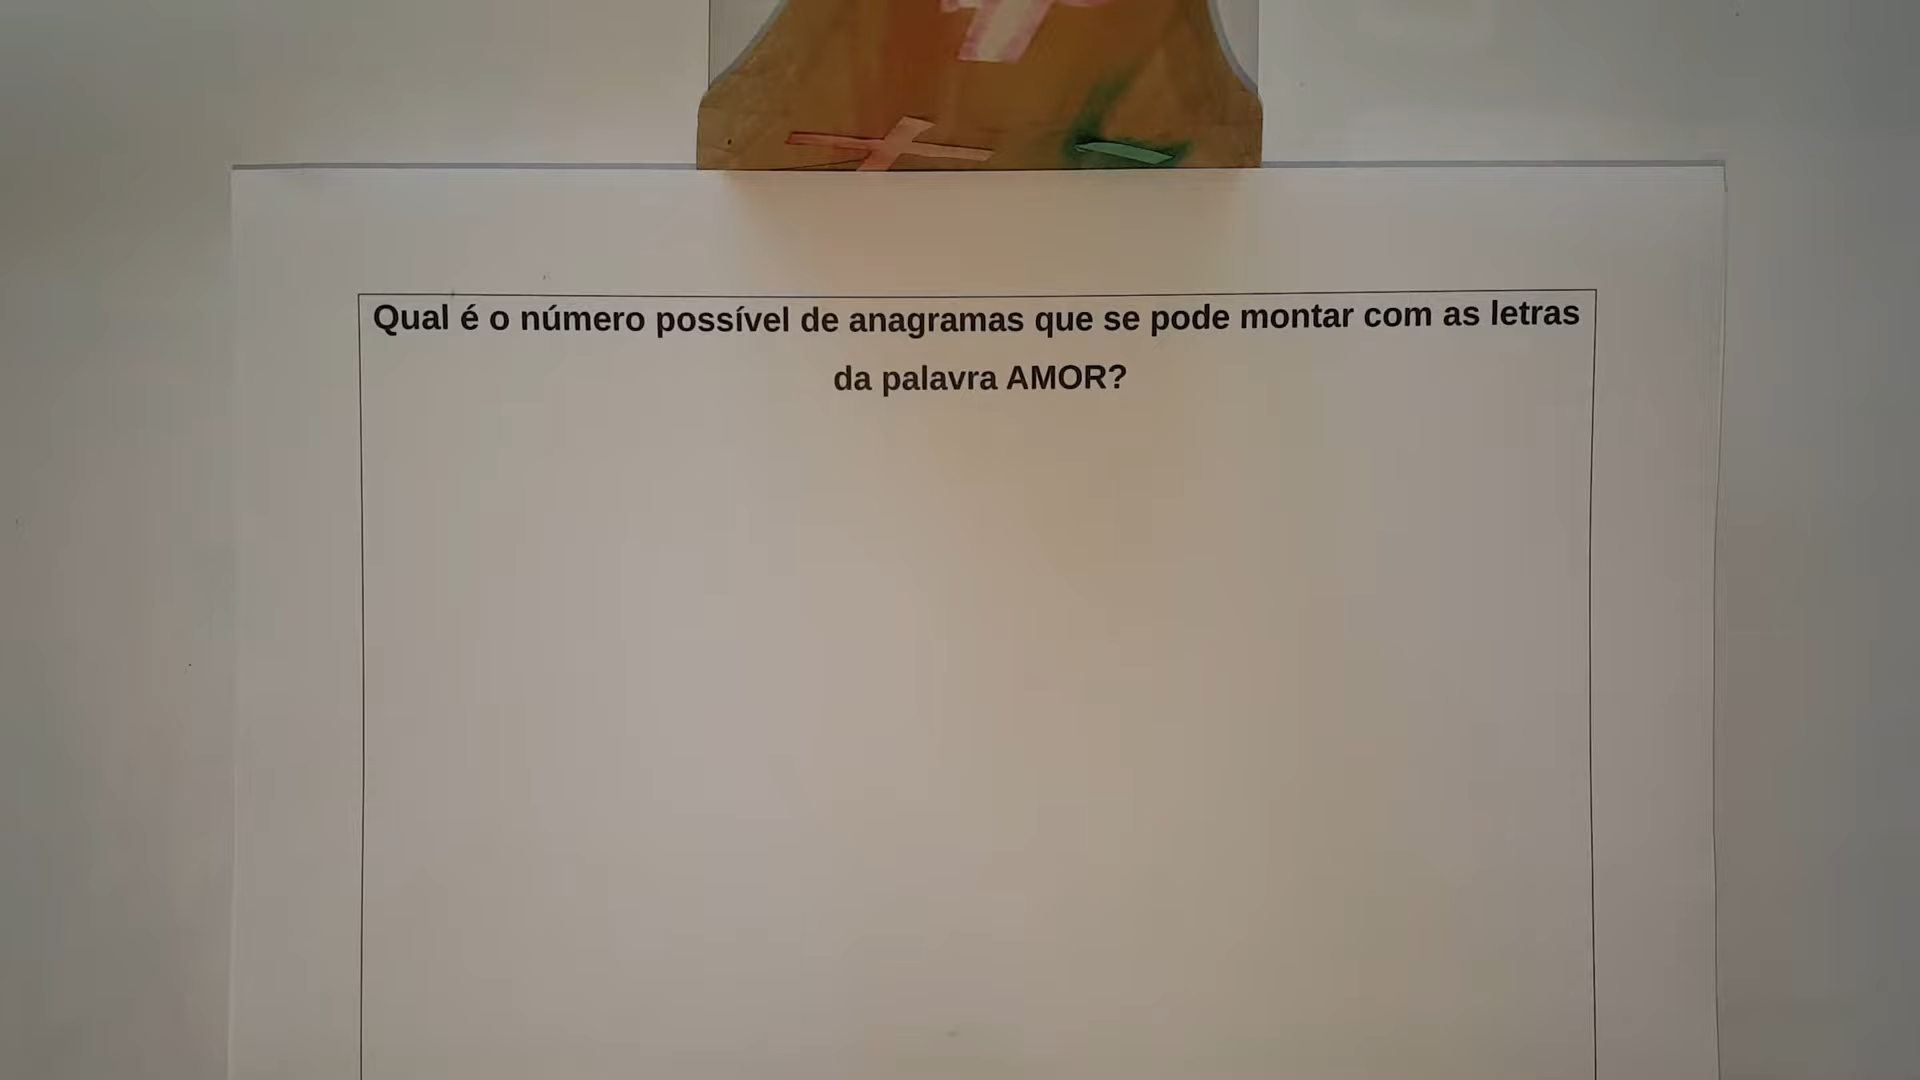 Qual é o número possível de anagramas que se pode montar com as letras
da palavra AMOR?